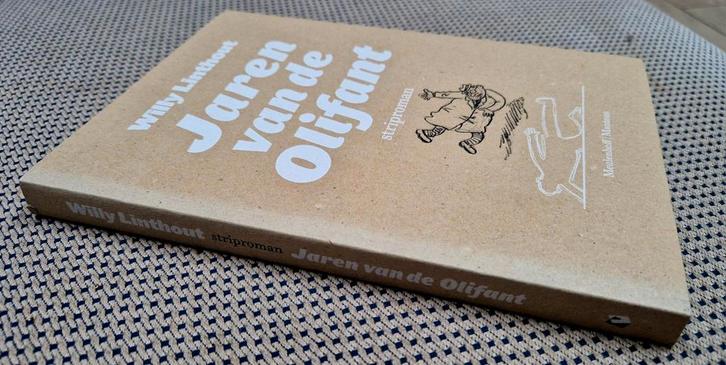 Willy Linthout
Jaren
van de
Olifant
striproman
Meulenhoff/Manteau
Willy Linthout striproman Jaren van de Olifant